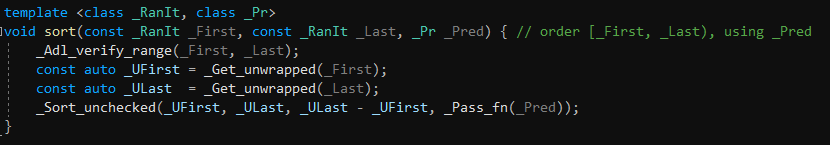 template <class _RanIt, class _Pr>
void sort(const _RanIt _First, const _RanIt _Last, _Pr _Pred) { // order [_First, _Last), using _Pred
    _Adl_verify_range(_First, _Last);
    const auto _UFirst = _Get_unwrapped(_First);
    const auto _ULast  = _Get_unwrapped(_Last);
    _Sort_unchecked(_UFirst, _ULast, _ULast - _UFirst, _Pass_fn(_Pred));
}